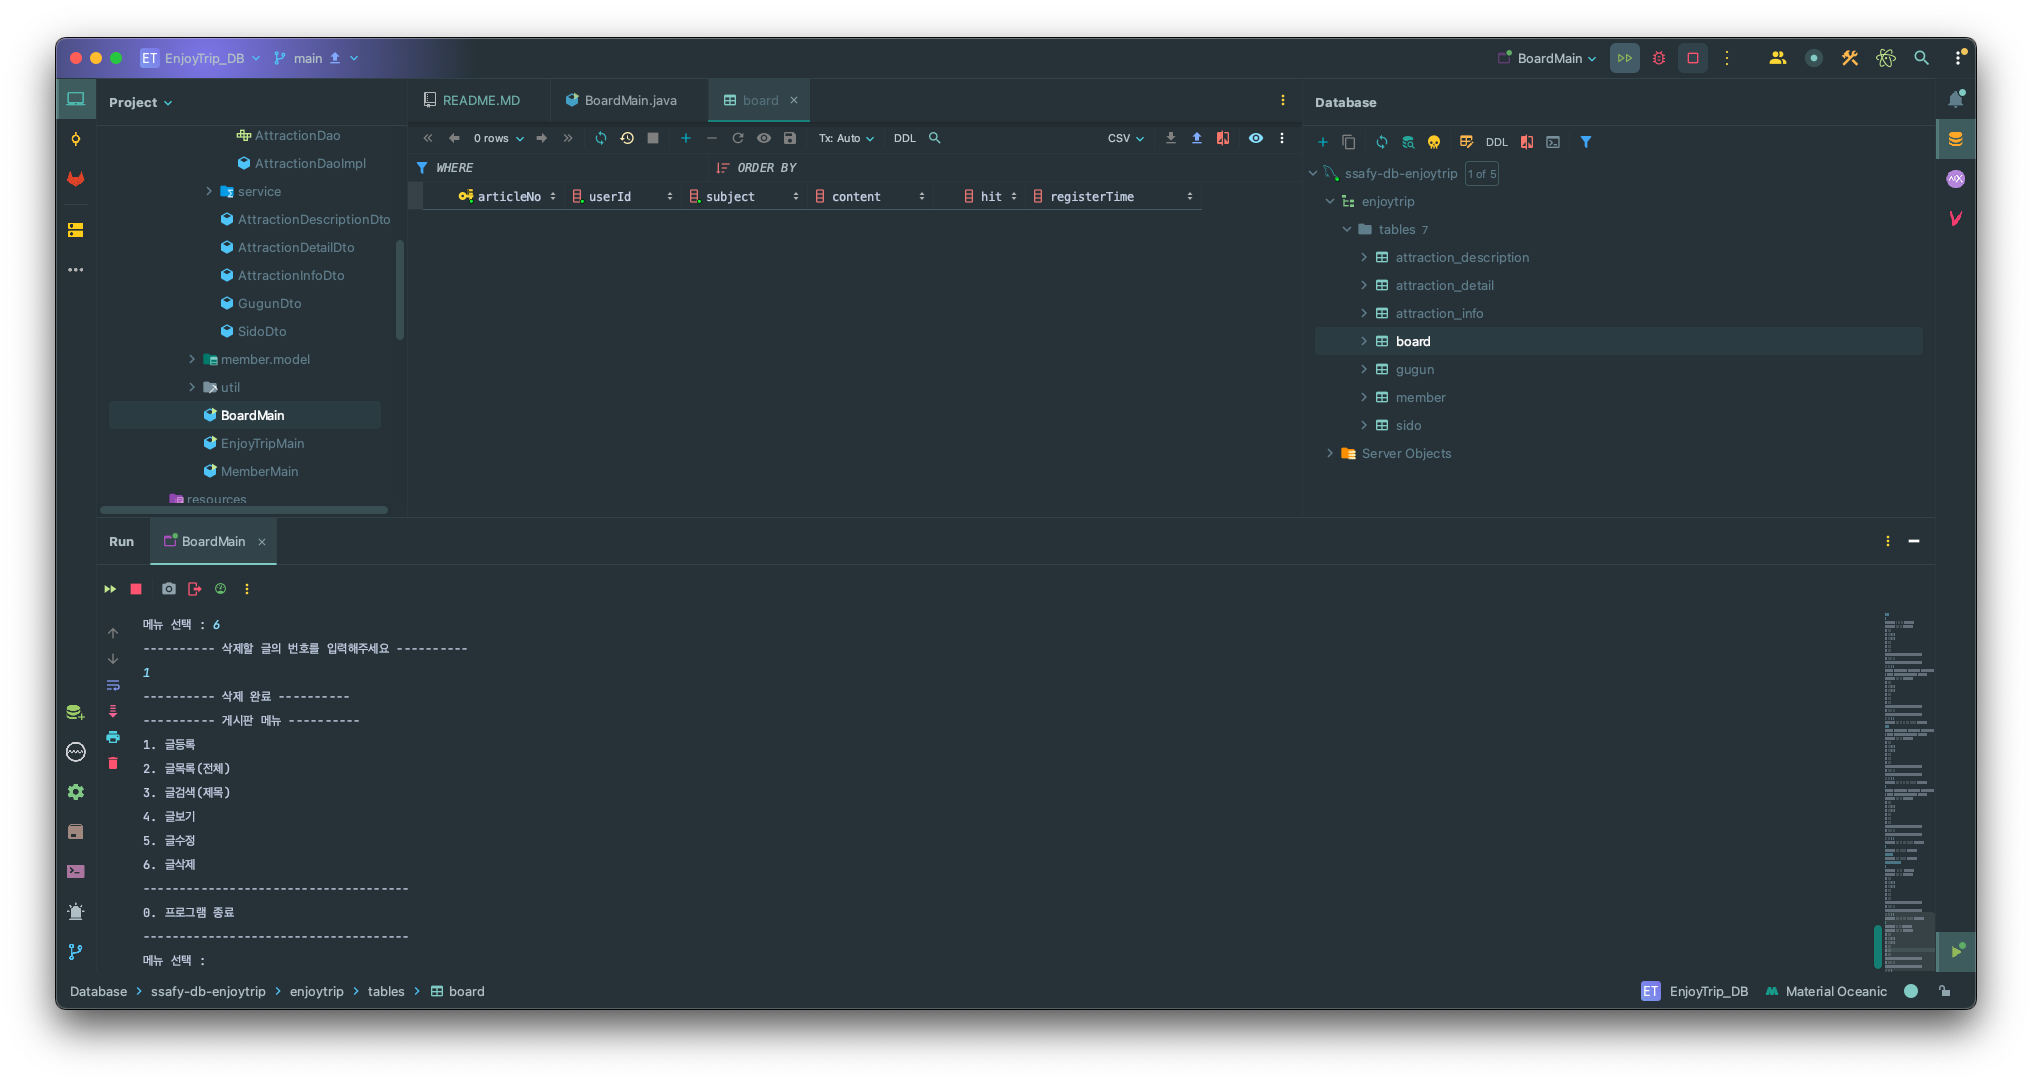 ET EnjoyTrip_DB main BoardMain
Project
AttractionDao
AttractionDaoImpl
service
AttractionDescriptionDto
AttractionDetailDto
AttractionInfoDto
GugunDto
SidoDto
member.model
util
BoardMain
EnjoyTripMain
MemberMain
resources
README.MD BoardMain.java board
0 rows Tx: Auto DDL CSV
WHERE ORDER BY
articleNo userId subject content hit registerTime
Database
DDL
ssafy-db-enjoytrip 1 of 5
enjoytrip
tables 7
attraction_description
attraction_detail
attraction_info
board
gugun
member
sido
Server Objects
AIX
Run BoardMain
메뉴 선택 : 6
---------- 삭제할 글의 번호를 입력해주세요 ----------
1
---------- 삭제 완료 ----------
---------- 게시판 메뉴 ----------
1. 글등록
2. 글목록(전체)
3. 글검색(제목)
4. 글보기
5. 글수정
6. 글삭제
-------------------------------------
0. 프로그램 종료
-------------------------------------
메뉴 선택 :
Database ssafy-db-enjoytrip enjoytrip tables board
ET EnjoyTrip_DB Material Oceanic